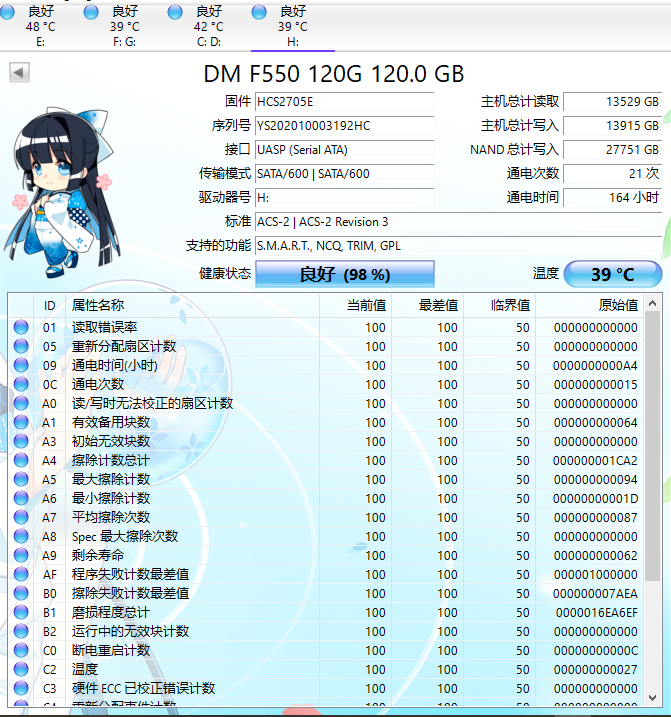 良好 良好 良好 良好
48 °C 39 °C 42 °C 39 °C
E: F: G: C: D: H:
DM F550 120G 120.0 GB
固件 HCS2705E 主机总计读取 13529 GB
序列号 YS202010003192HC 主机总计写入 13915 GB
接口 UASP (Serial ATA) NAND 总计写入 27751 GB
传输模式 SATA/600 | SATA/600 通电次数 21 次
驱动器号 H: 通电时间 164 小时
标准 ACS-2 | ACS-2 Revision 3
支持的功能 S.M.A.R.T., NCQ, TRIM, GPL
健康状态 良好 (98 %) 温度 39 °C
ID 属性名称 当前值 最差值 临界值 原始值
01 读取错误率 100 100 50 000000000000
05 重新分配扇区计数 100 100 50 000000000000
09 通电时间(小时) 100 100 50 0000000000A4
0C 通电次数 100 100 50 000000000015
A0 读/写时无法校正的扇区计数 100 100 50 000000000000
A1 有效备用块数 100 100 50 000000000064
A3 初始无效块数 100 100 50 000000000000
A4 擦除计数总计 100 100 50 000000001CA2
A5 最大擦除计数 100 100 50 000000000094
A6 最小擦除计数 100 100 50 00000000001D
A7 平均擦除次数 100 100 50 000000000087
A8 Spec 最大擦除次数 100 100 50 000000000000
A9 剩余寿命 100 100 50 000000000062
AF 程序失败计数最差值 100 100 50 000001000000
B0 擦除失败计数最差值 100 100 50 000000007AEA
B1 磨损程度总计 100 100 50 0000016EA6EF
B2 运行中的无效块计数 100 100 50 000000000000
C0 断电重启计数 100 100 50 00000000000C
C2 温度 100 100 50 000000000027
C3 硬件 ECC 已校正错误计数 100 100 50 000000000000
C4 重新分配事件计数 100 100 50 000000000000